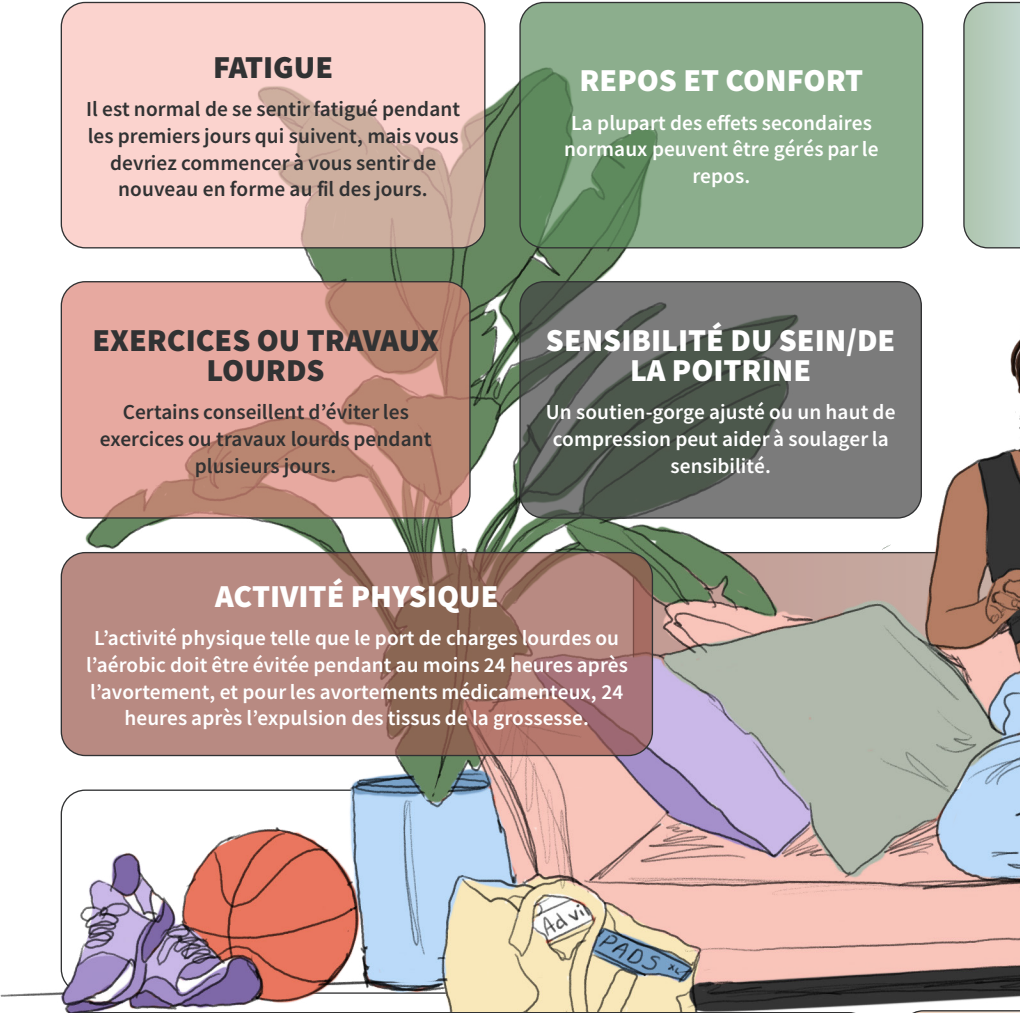 FATIGUE
Il est normal de se sentir fatigué pendant
les premiers jours qui suivent, mais vous
devriez commencer à vous sentir de
nouveau en forme au fil des jours.
REPOS ET CONFORT
La plupart des effets secondaires
normaux peuvent être gérés par le
repos.
EXERCICES OU TRAVAUX
LOURDS
Certains conseillent d’éviter les
exercices ou travaux lourds pendant
plusieurs jours.
SENSIBILITÉ DU SEIN/DE
LA POITRINE
Un soutien-gorge ajusté ou un haut de
compression peut aider à soulager la
sensibilité.
ACTIVITÉ PHYSIQUE
L’activité physique telle que le port de charges lourdes ou
l’aérobic doit être évitée pendant au moins 24 heures après
l’avortement, et pour les avortements médicamenteux, 24
heures après l’expulsion des tissus de la grossesse.
Advil
PADS